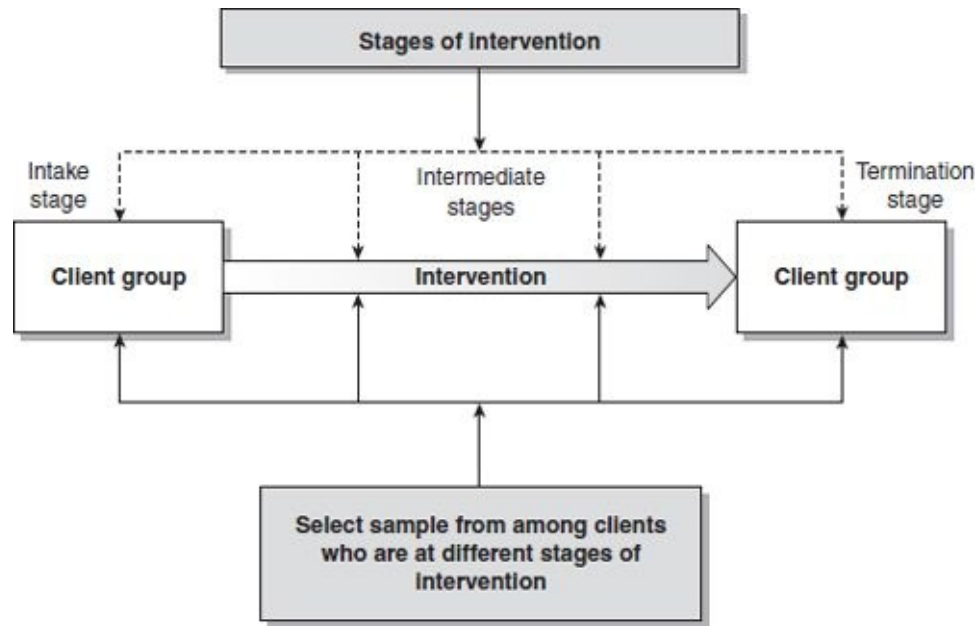 Stages of intervention
Intake
stage
Intermediate
stages
Termination
stage
Client group
Intervention
Client group
Select sample from among clients
who are at different stages of
intervention